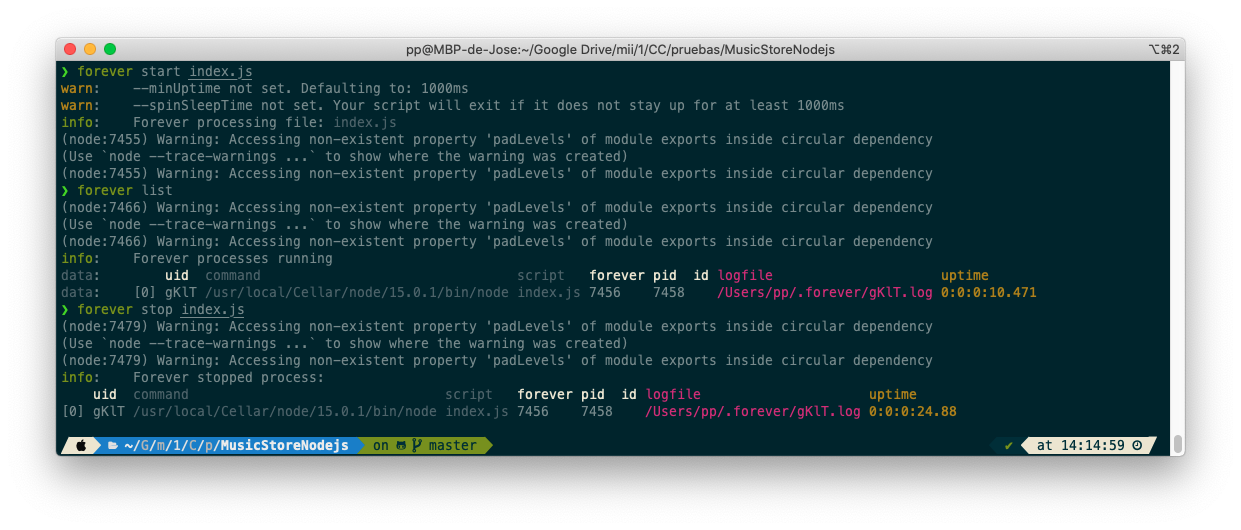 pp@MBP-de-Jose:~/Google Drive/mii/1/CC/pruebas/MusicStoreNodejs ⌥⌘2
❯ forever start index.js
warn:    --minUptime not set. Defaulting to: 1000ms
warn:    --spinSleepTime not set. Your script will exit if it does not stay up for at least 1000ms
info:    Forever processing file: index.js
(node:7455) Warning: Accessing non-existent property 'padLevels' of module exports inside circular dependency
(Use `node --trace-warnings ...` to show where the warning was created)
(node:7455) Warning: Accessing non-existent property 'padLevels' of module exports inside circular dependency
❯ forever list
(node:7466) Warning: Accessing non-existent property 'padLevels' of module exports inside circular dependency
(Use `node --trace-warnings ...` to show where the warning was created)
(node:7466) Warning: Accessing non-existent property 'padLevels' of module exports inside circular dependency
info:    Forever processes running
data:        uid  command                                script   forever pid  id logfile                     uptime
data:    [0] gKlT /usr/local/Cellar/node/15.0.1/bin/node index.js 7456    7458    /Users/pp/.forever/gKlT.log 0:0:0:10.471
❯ forever stop index.js
(node:7479) Warning: Accessing non-existent property 'padLevels' of module exports inside circular dependency
(Use `node --trace-warnings ...` to show where the warning was created)
(node:7479) Warning: Accessing non-existent property 'padLevels' of module exports inside circular dependency
info:    Forever stopped process:
    uid  command                                script   forever pid  id logfile                     uptime
[0] gKlT /usr/local/Cellar/node/15.0.1/bin/node index.js 7456    7458    /Users/pp/.forever/gKlT.log 0:0:0:24.88
~/G/m/1/C/p/MusicStoreNodejs on master ✔ at 14:14:59